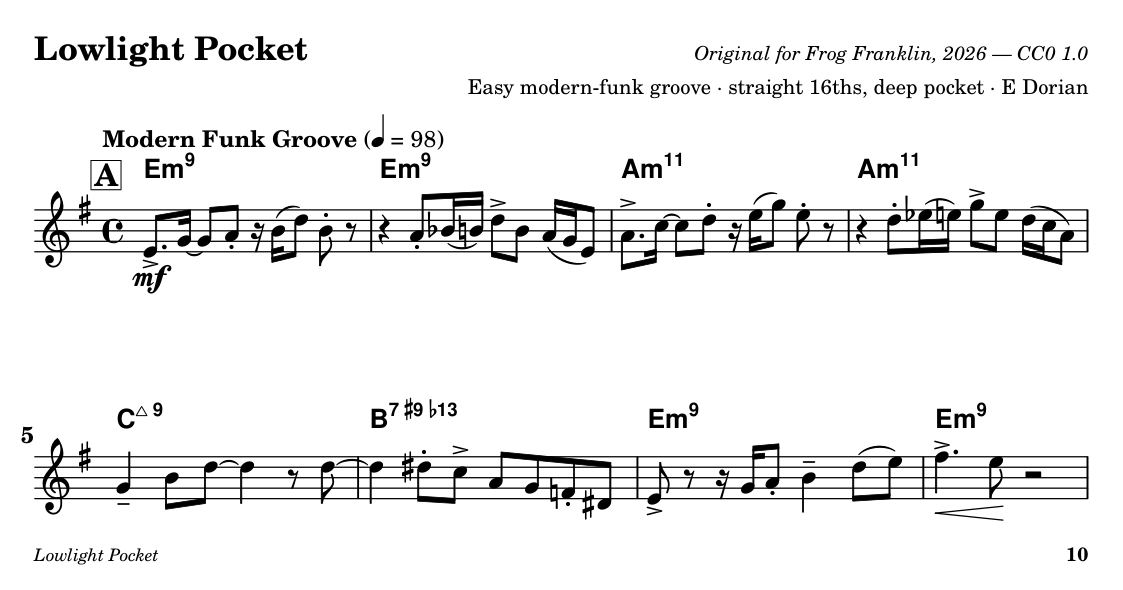 Lowlight Pocket
Original for Frog Franklin, 2026 — CC0 1.0
Easy modern-funk groove · straight 16ths, deep pocket · E Dorian
Modern Funk Groove (♩ = 98)
A Em9 Em9 Am11 Am11
mf
C△9 B7♯9♭13 Em9 Em9
5
Lowlight Pocket 10